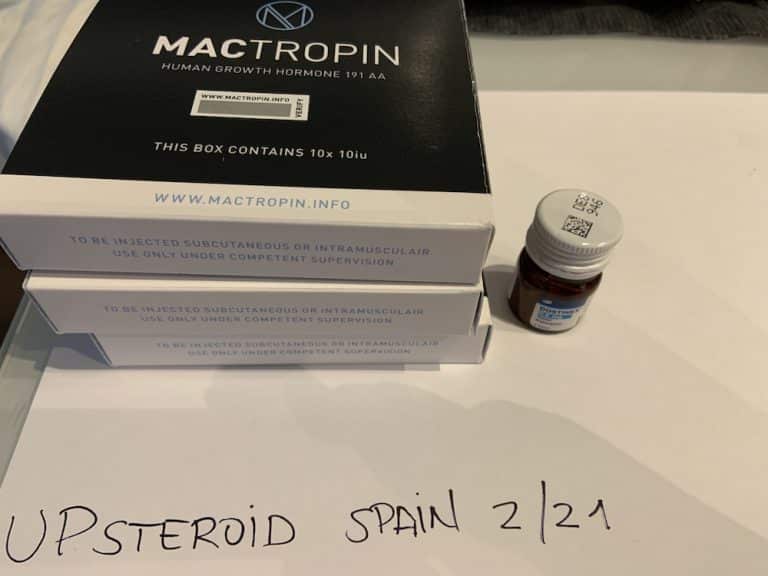 MACTROPIN
HUMAN GROWTH HORMONE 191 AA
WWW.MACTROPIN.INFO
VERIFY
THIS BOX CONTAINS 10x 10iu
WWW.MACTROPIN.INFO
TO BE INJECTED SUBCUTANEOUS OR INTRAMUSCULAIR
USE ONLY UNDER COMPETENT SUPERVISION
TO BE INJECTED SUBCUTANEOUS OR INTRAMUSCULAIR
USE ONLY UNDER COMPETENT SUPERVISION
TO BE INJECTED SUBCUTANEOUS OR INTRAMUSCULAIR
USE ONLY UNDER COMPETENT SUPERVISION
DOSTINEX
UPSTEROID SPAIN 2/21